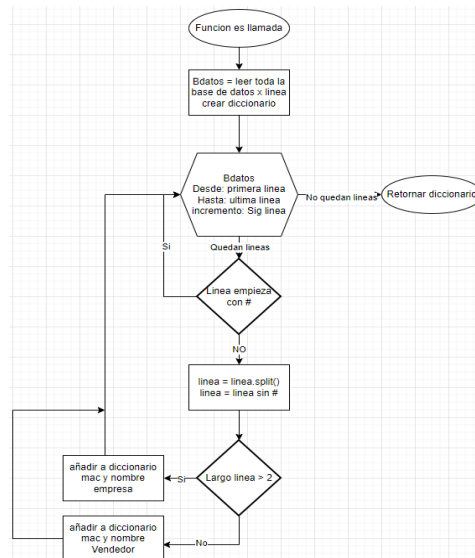 Funcion es llamada
Bdatos = leer toda la
base de datos x linea
crear diccionario
Bdatos
Desde: primera linea
Hasta: ultima linea
incremento: Sig linea
No quedan lineas
Retornar diccionario
Si
Quedan lineas
Linea empieza
con #
NO
linea = linea.split()
linea = linea sin #
Largo linea > 2
Si
añadir a diccionario
mac y nombre
empresa
No
añadir a diccionario
mac y nombre
Vendedor